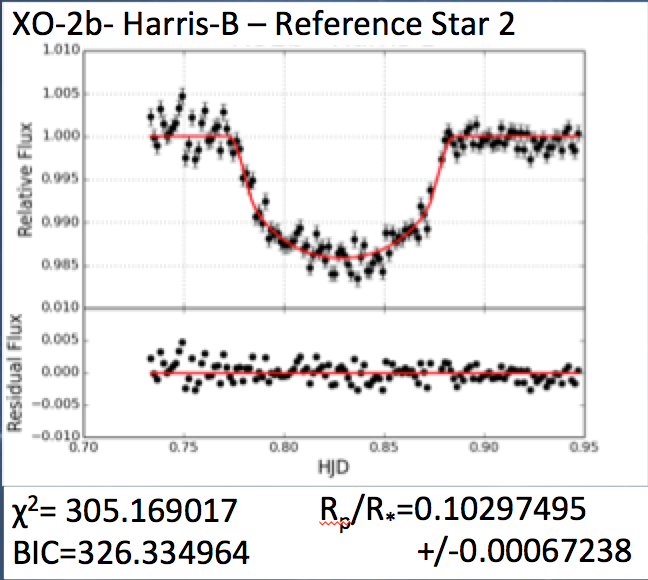 XO-2b- Harris-B – Reference Star 2
1.010
1.005
1.000
0.995
0.990
0.985
0.010
Relative Flux
0.005
0.000
−0.005
−0.010
Residual Flux
0.70 0.75 0.80 0.85 0.90 0.95
HJD
χ²= 305.169017 Rp/R*=0.10297495
BIC=326.334964 +/-0.00067238